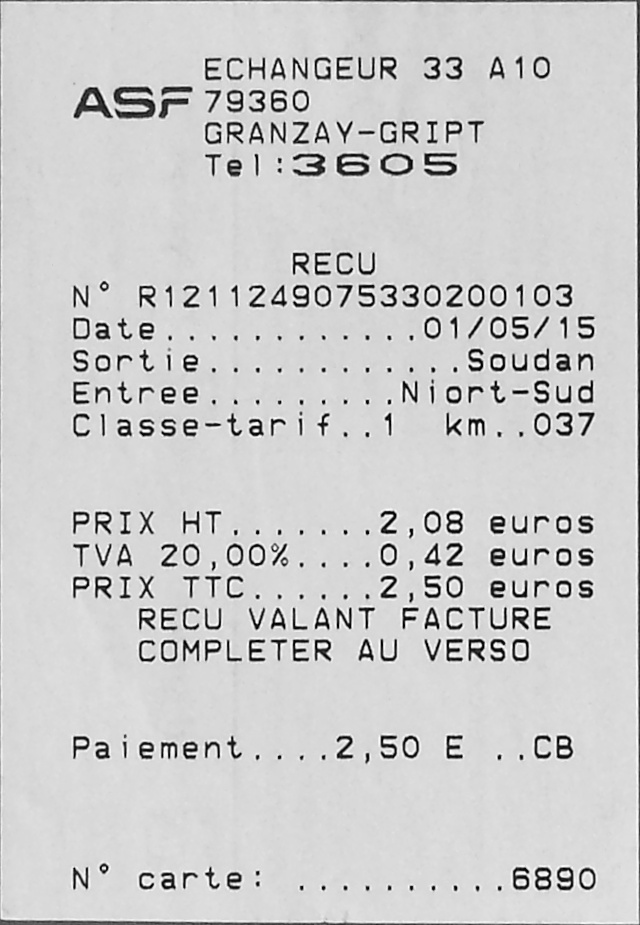 ECHANGEUR 33 A10
ASF 79360
GRANZAY-GRIPT
Tel:3605
RECU
N° R1211249075330200103
Date............01/05/15
Sortie............Soudan
Entree.........Niort-Sud
Classe-tarif..1 km..037
PRIX HT.......2,08 euros
TVA 20,00%....0,42 euros
PRIX TTC......2,50 euros
RECU VALANT FACTURE
COMPLETER AU VERSO
Paiement....2,50 E ..CB
N° carte: ..........6890